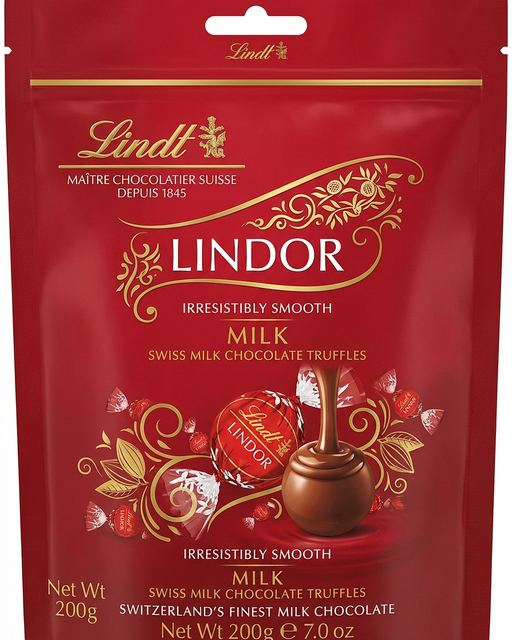 Lindt
Lindt
MAÎTRE CHOCOLATIER SUISSE
DEPUIS 1845
LINDOR
IRRESISTIBLY SMOOTH
MILK
SWISS MILK CHOCOLATE TRUFFLES
Lindt
LINDOR
LINDOR
IRRESISTIBLY SMOOTH
MILK
SWISS MILK CHOCOLATE TRUFFLES
SWITZERLAND'S FINEST MILK CHOCOLATE
Net Wt
200g
Net Wt 200g ℮ 7.0 oz